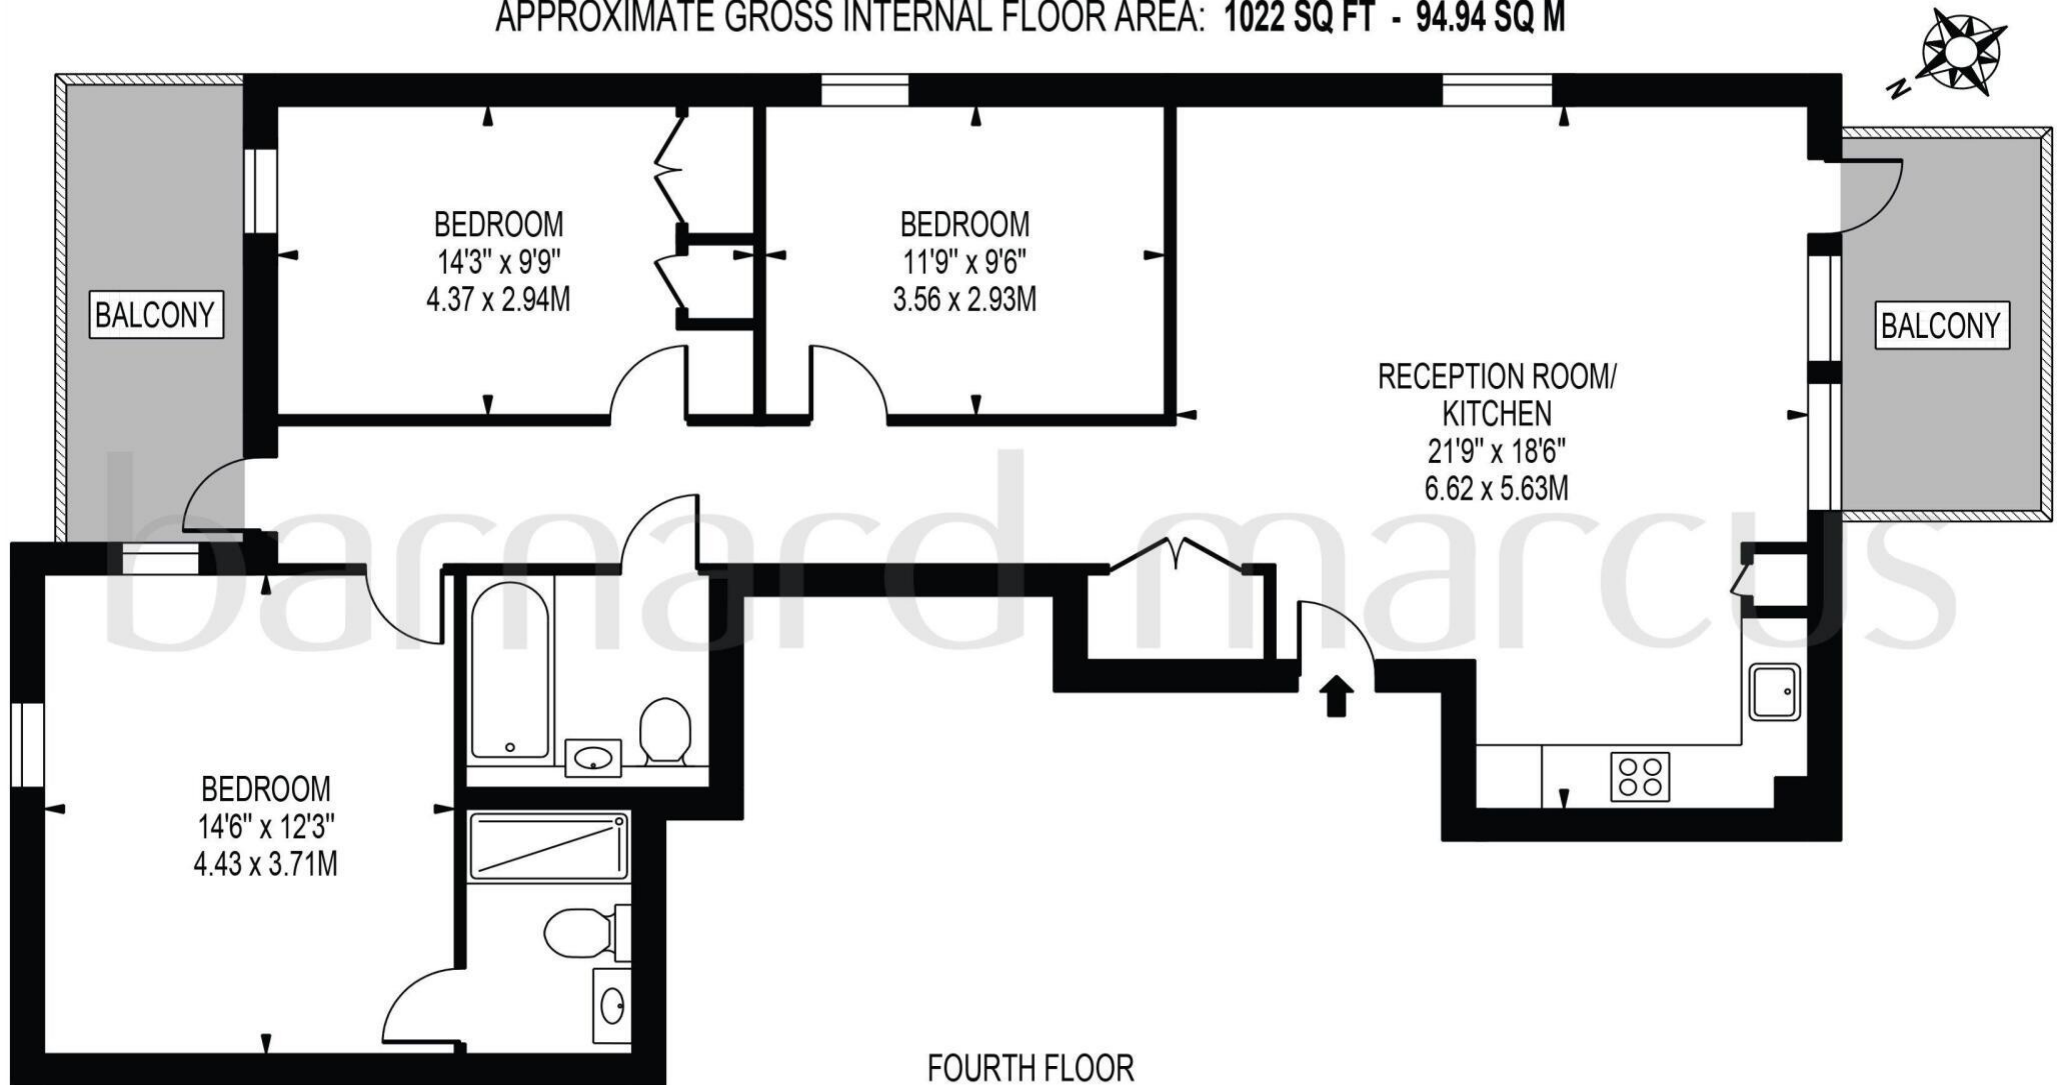 APPROXIMATE GROSS INTERNAL FLOOR AREA: 1022 SQ FT - 94.94 SQ M
N
BEDROOM
14'3" x 9'9"
4.37 x 2.94M
BEDROOM
11'9" x 9'6"
3.56 x 2.93M
BALCONY
BALCONY
RECEPTION ROOM/
KITCHEN
21'9" x 18'6"
6.62 x 5.63M
barnard marcus
BEDROOM
14'6" x 12'3"
4.43 x 3.71M
FOURTH FLOOR